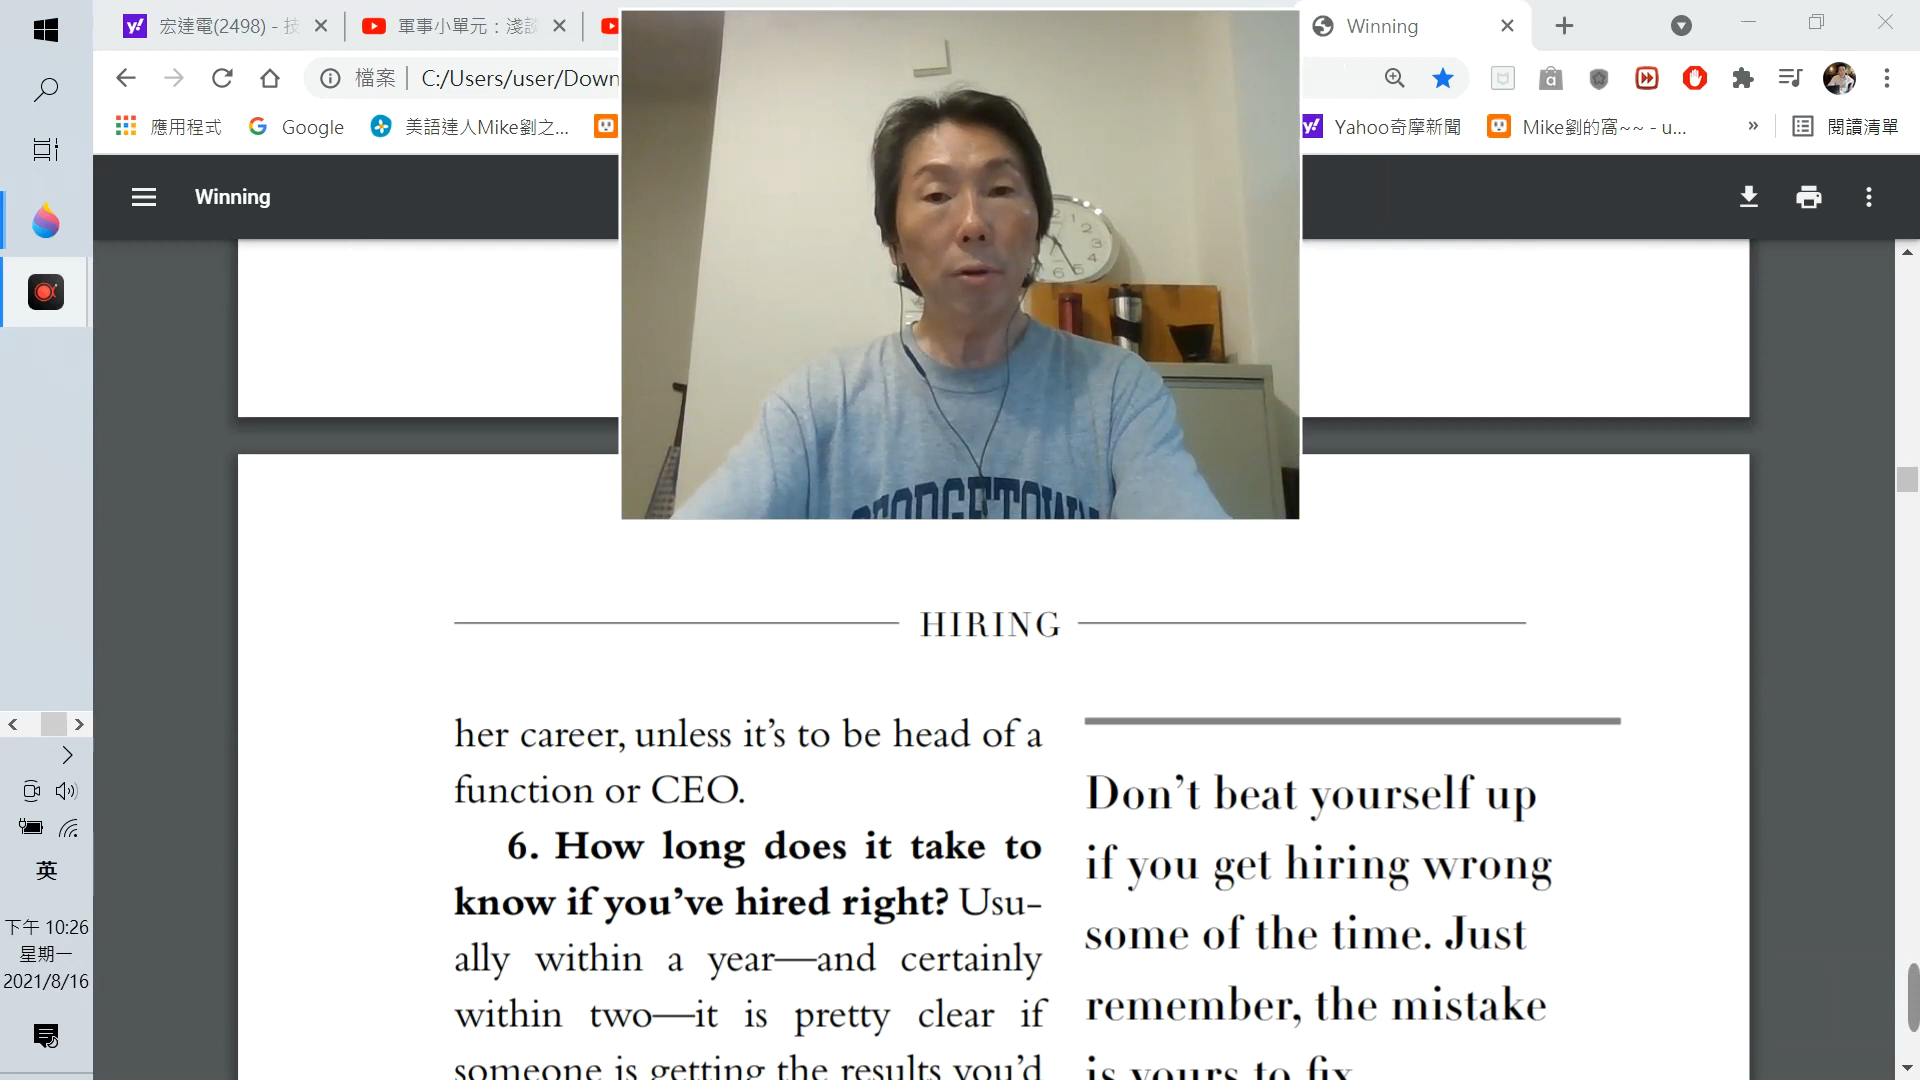 宏達電(2498) - 技
軍事小單元：淺談
Winning
檔案
C:/Users/user/Down
應用程式
Google
美語達人Mike劉之...
Yahoo奇摩新聞
Mike劉的窩~~ - u...
»
閱讀清單
Winning
HIRING
her career, unless it’s to be head of a
function or CEO.
6. How long does it take to
know if you’ve hired right? Usu-
ally within a year—and certainly
within two—it is pretty clear if
someone is getting the results you’d
Don’t beat yourself up
if you get hiring wrong
some of the time. Just
remember, the mistake
is yours to fix.
GEORGETOWN
英
下午 10:26
星期一
2021/8/16